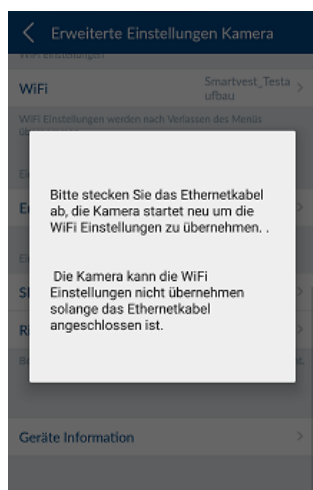 Erweiterte Einstellungen Kamera
WiFi Einstellungen
WiFi
Smartvest_Testa
ufbau
WiFi Einstellungen werden nach Verlassen des Menüs
Bitte stecken Sie das Ethernetkabel
ab, die Kamera startet neu um die
WiFi Einstellungen zu übernehmen. .
Die Kamera kann die WiFi
Einstellungen nicht übernehmen
solange das Ethernetkabel
angeschlossen ist.
Geräte Information